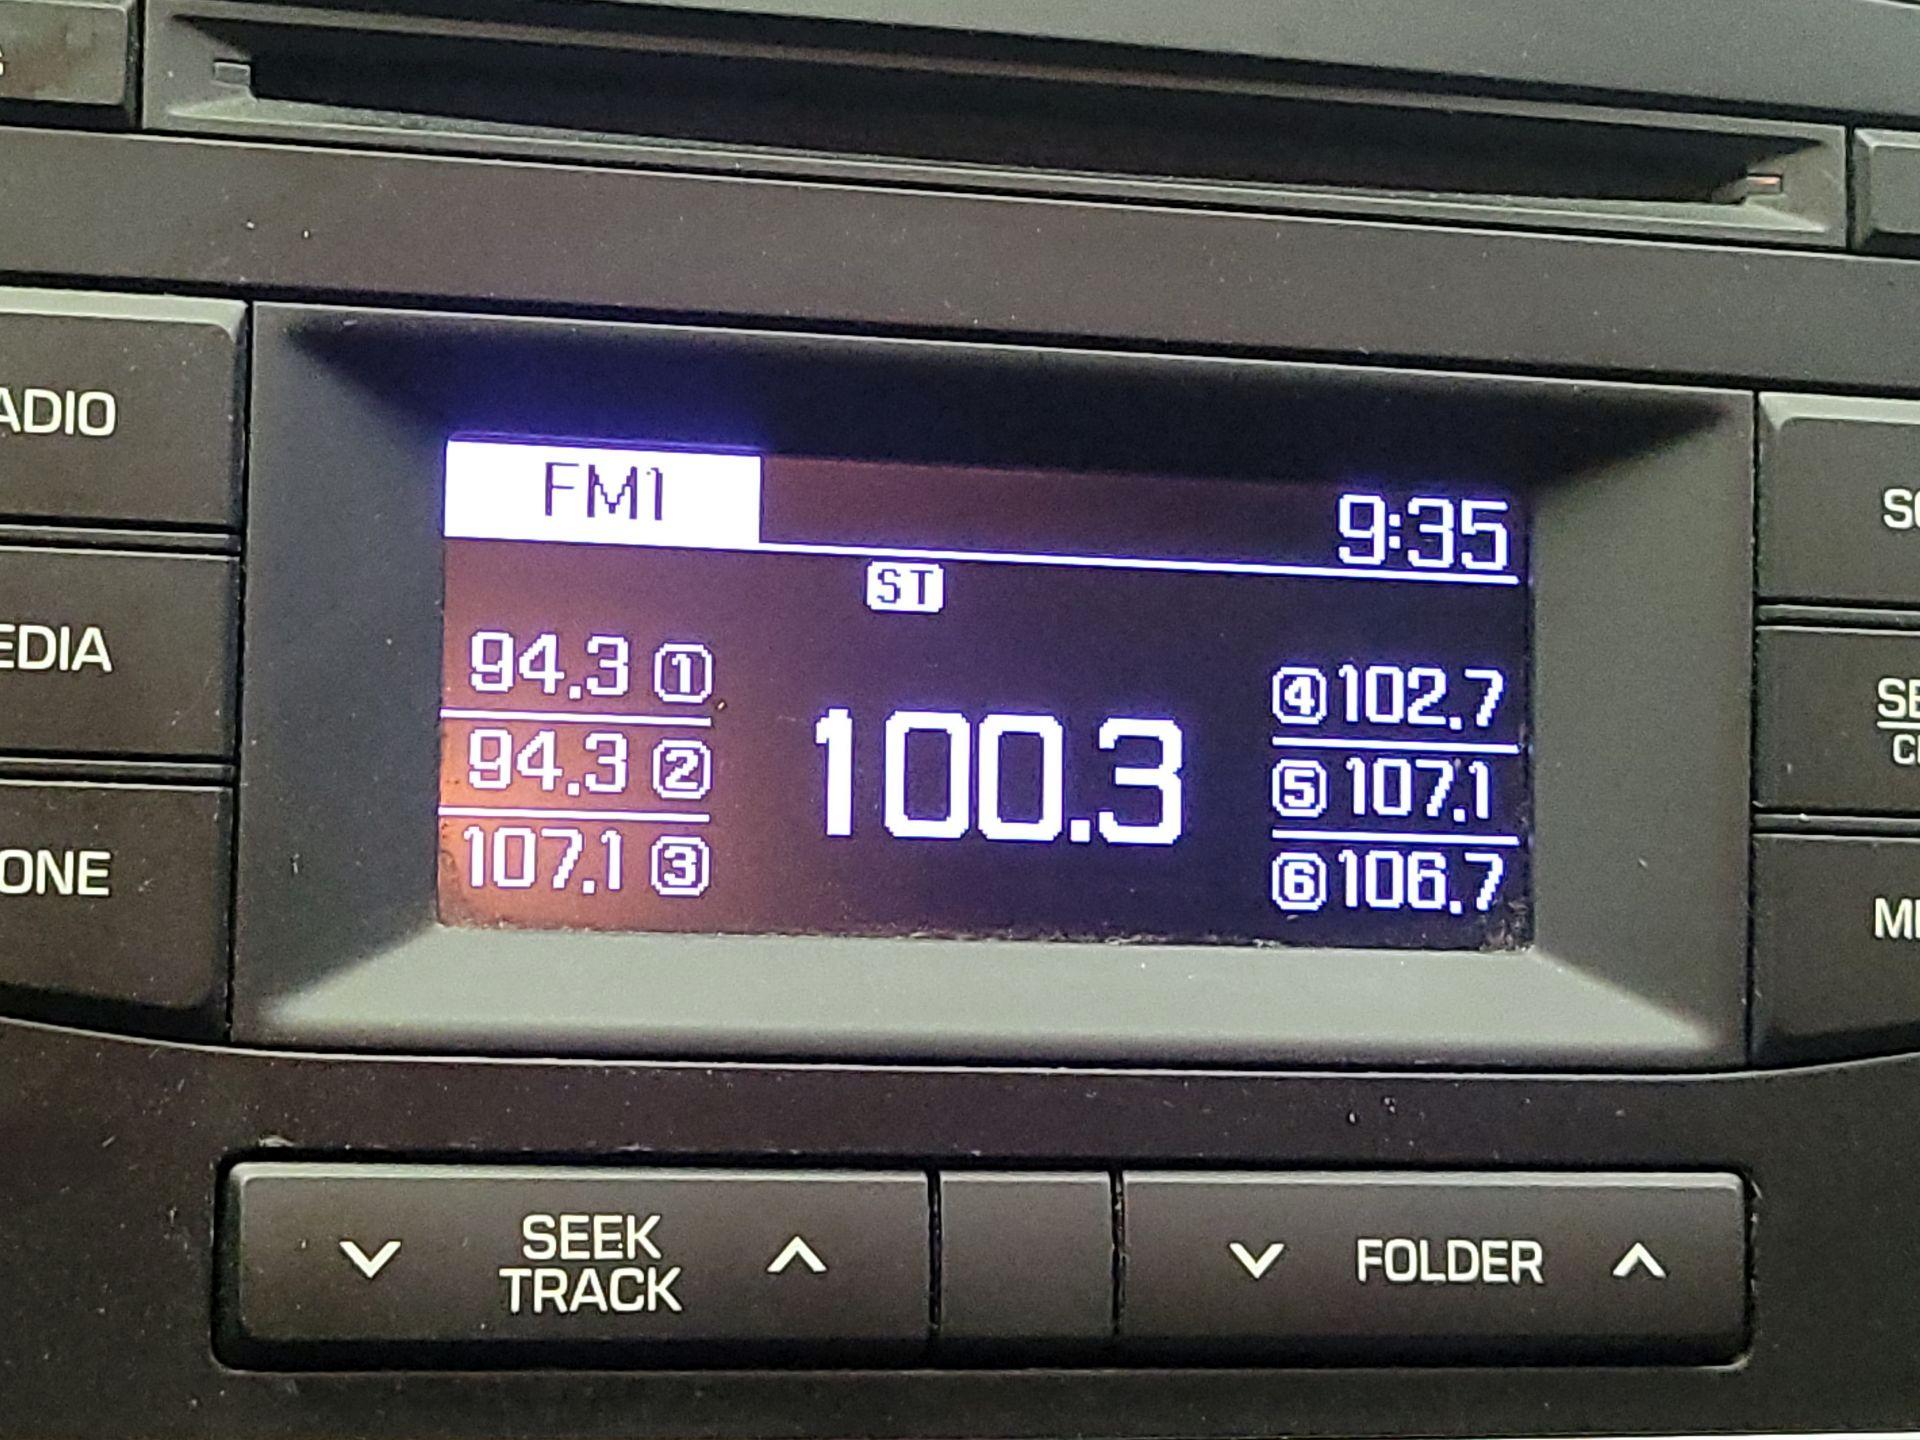 ADIO
EDIA
ONE
FM1
9:35
ST
94.3 ①
94.3 ②
107.1 ③
100.3
④ 102.7
⑤ 107.1
⑥ 106.7
SEEK
TRACK
FOLDER